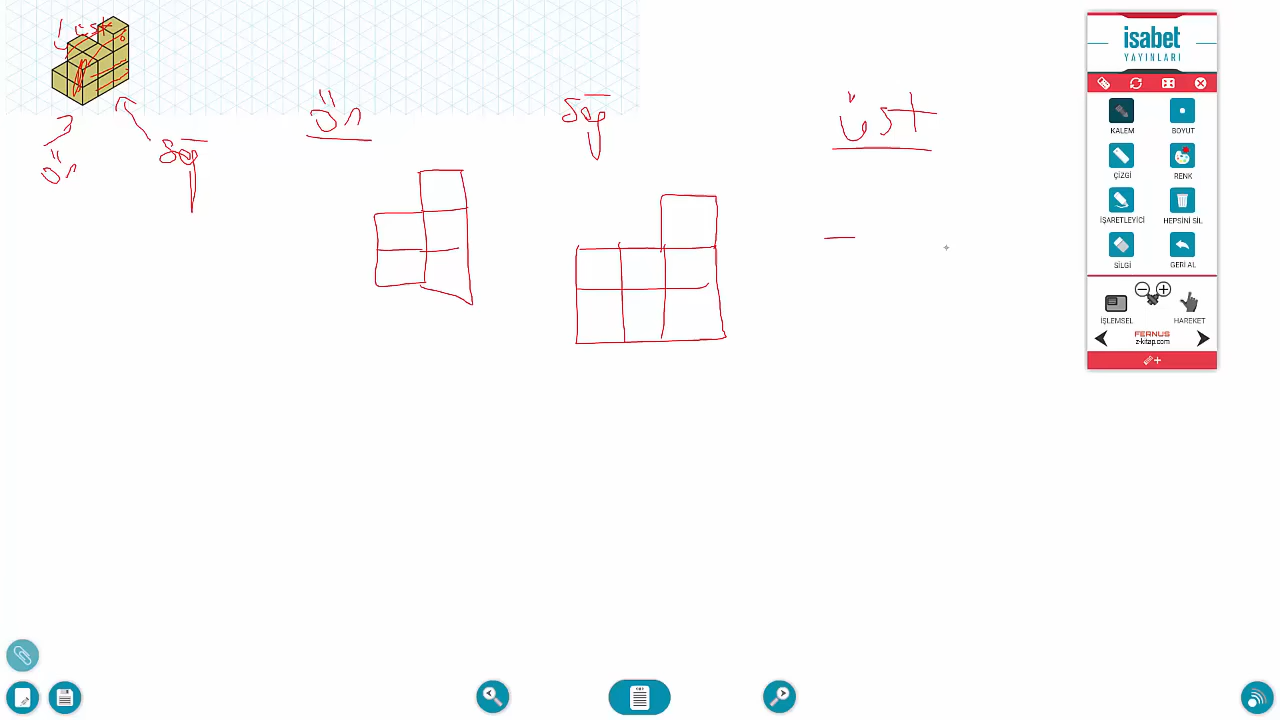 üst
ön
sağ
ön
sağ
üst
isabet
YAYINLARI
KALEM
BOYUT
ÇİZGİ
RENK
İŞARETLEYİCİ
HEPSİNİ SİL
SİLGİ
GERİ AL
İŞLEMSEL
HAREKET
FERNUS
z-kitap.com